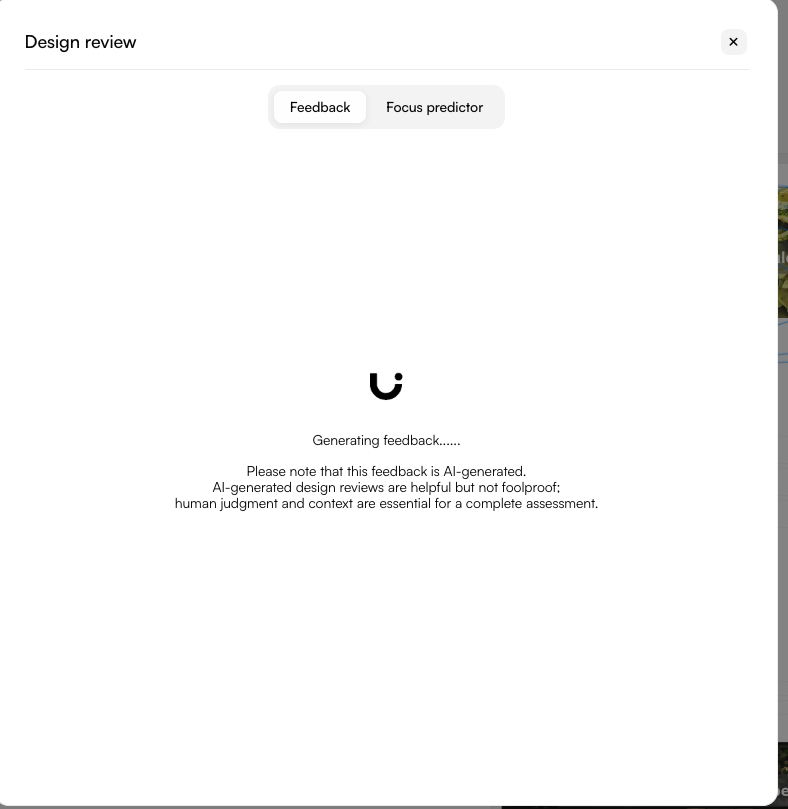 Design review
Feedback
Focus predictor
Generating feedback......
Please note that this feedback is AI-generated.
AI-generated design reviews are helpful but not foolproof;
human judgment and context are essential for a complete assessment.